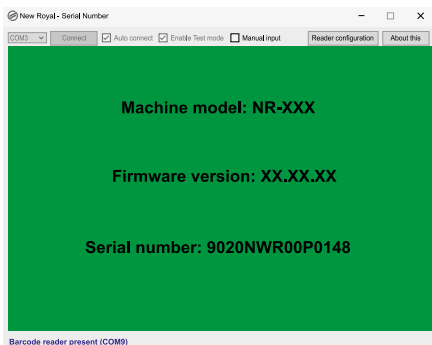 New Royal - Serial Number
COM3 Connect Auto connect Enable Test mode Manual input Reader configuration About this
Machine model: NR-XXX
Firmware version: XX.XX.XX
Serial number: 9020NWR00P0148
Barcode reader present (COM9)